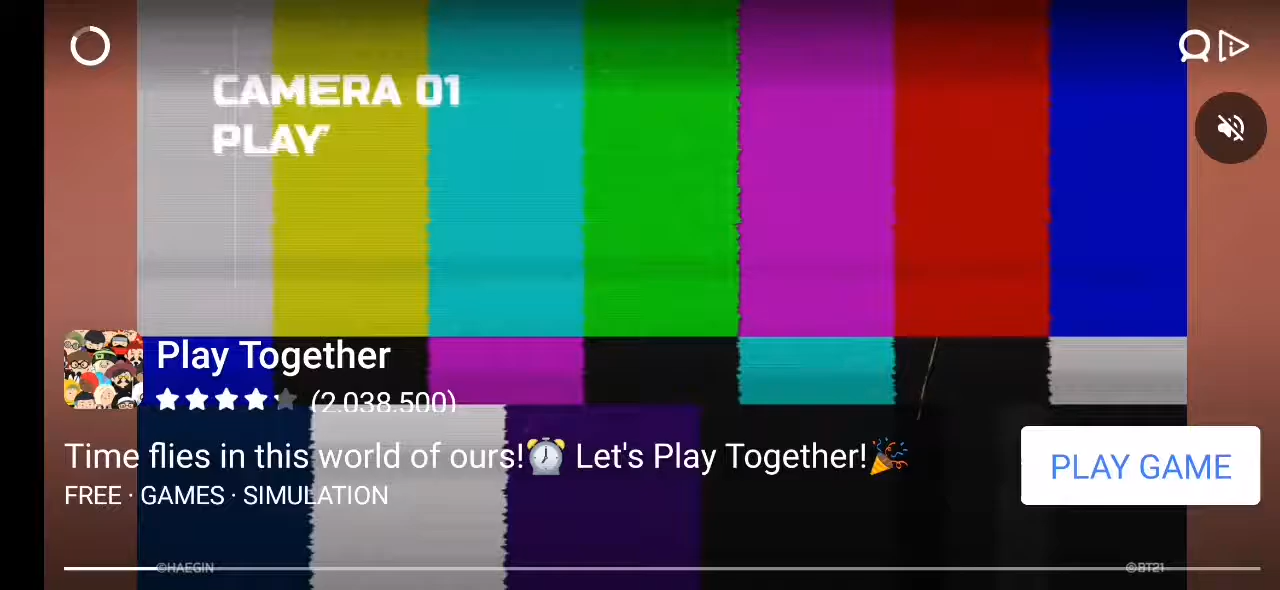 CAMERA 01
PLAY
Play Together
(2.038.500)
Time flies in this world of ours!⏰ Let's Play Together!🎉
FREE · GAMES · SIMULATION
PLAY GAME
©HAEGIN
©BT21